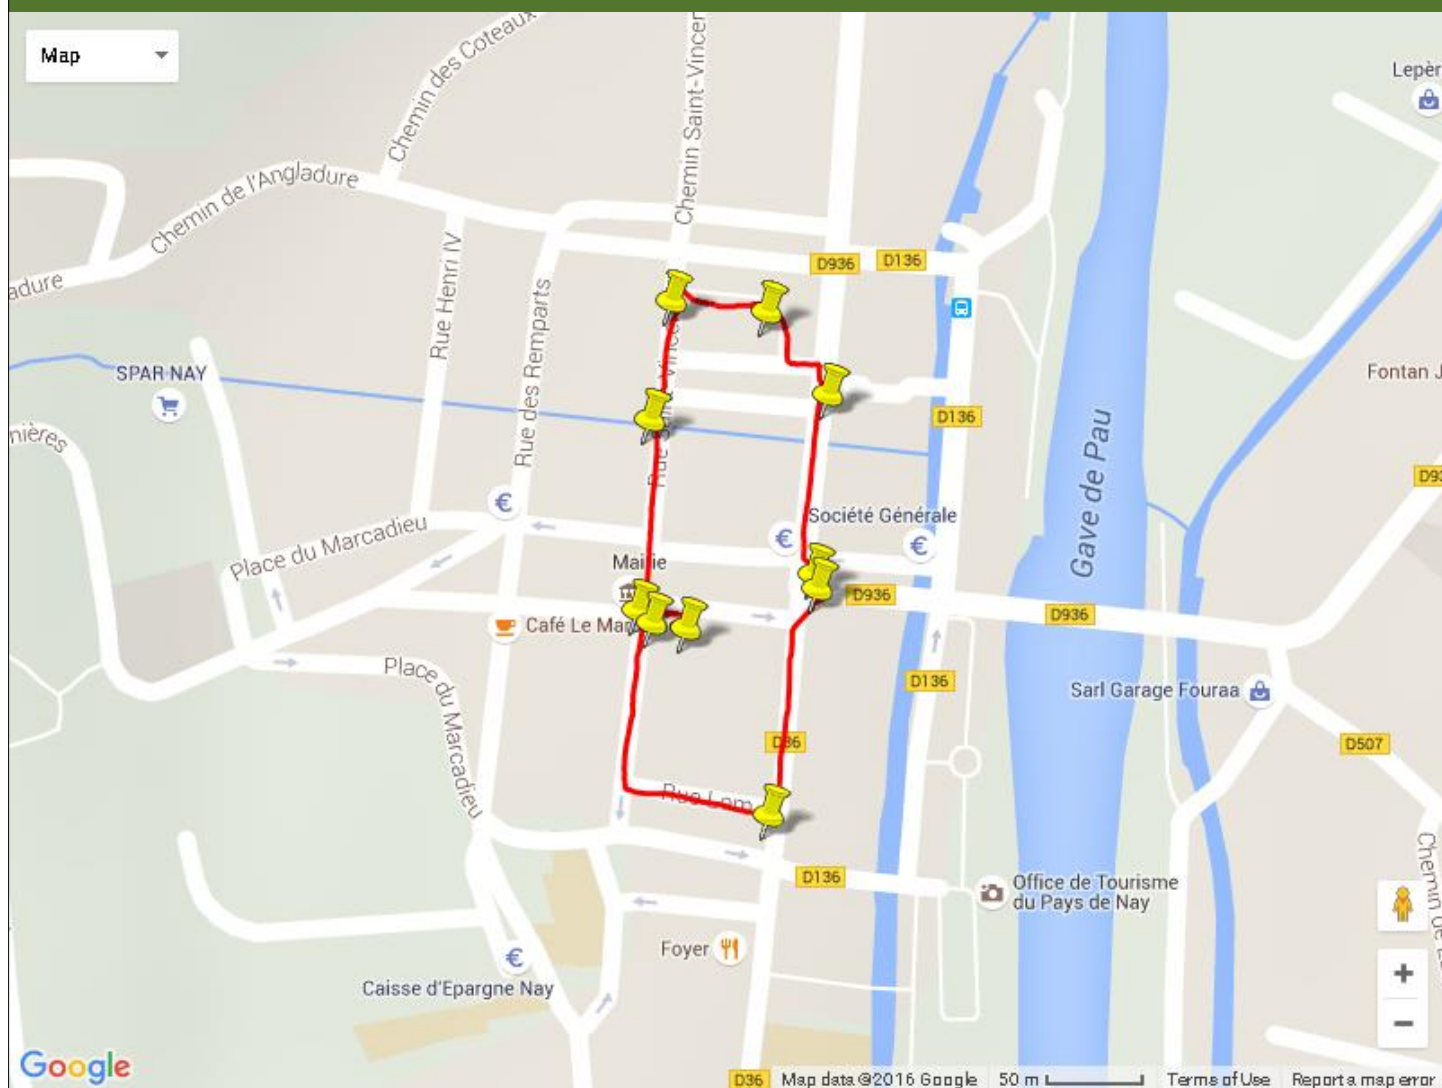 Map
Chemin des Coteaux
Chemin Saint-Vincen
Lepèr
Chemin de l'Angladure
adure
Rue Henri IV
Rue des Remparts
D936
D136
SPAR NAY
Fontan J
nières
D136
Gave de Pau
Société Générale
Place du Marcadieu
Mairie
D936
D936
Café Le Mar
Place du Marcadieu
D136
Sarl Garage Fouraa
D36
D507
Rue Lom
D136
Office de Tourisme
du Pays de Nay
Foyer
Caisse d'Epargne Nay
Google
D36
Map data ©2016 Google
50 m
Terms of Use
Report a map error